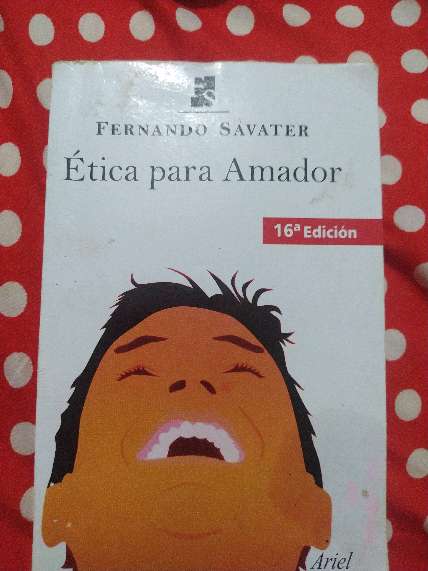 FERNANDO SAVATER
Ética para Amador
16ª Edición
Ariel